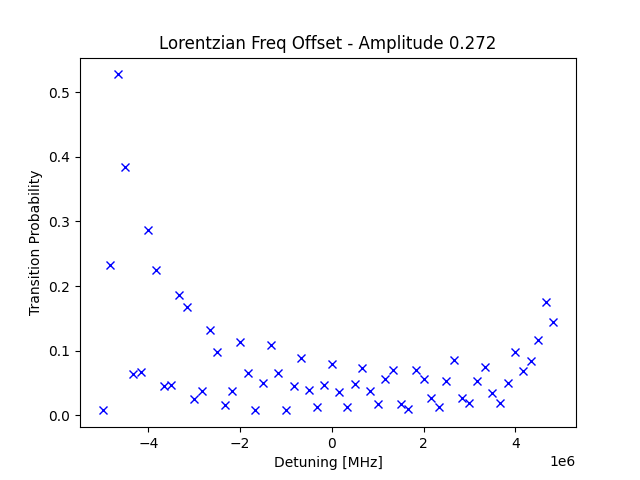 Lorentzian Freq Offset - Amplitude 0.272
Transition Probability
0.5
0.4
0.3
0.2
0.1
0.0
−4 −2 0 2 4
1e6
Detuning [MHz]